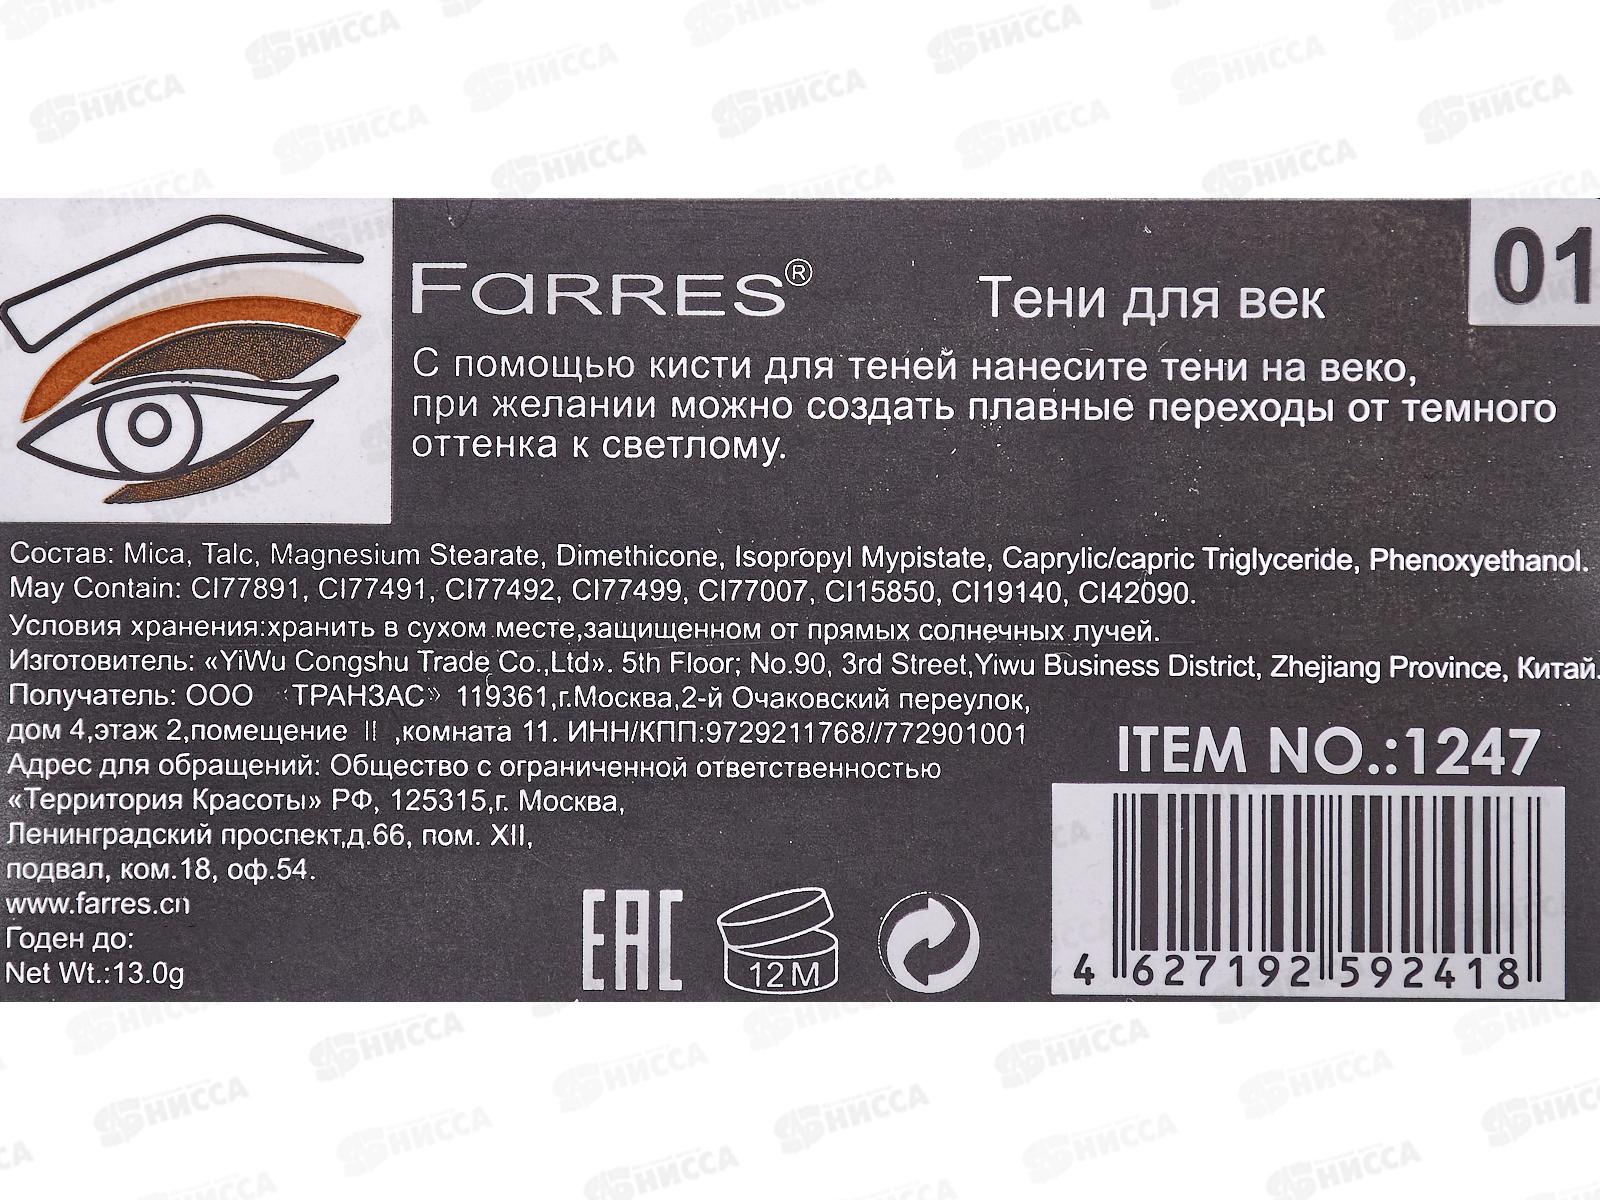 FARRES®
Тени для век
01
С помощью кисти для теней нанесите тени на веко,
при желании можно создать плавные переходы от темного
оттенка к светлому.
Состав: Mica, Talc, Magnesium Stearate, Dimethicone, Isopropyl Mypistate, Caprylic/capric Triglyceride, Phenoxyethanol.
May Contain: CI77891, CI77491, CI77492, CI77499, CI77007, CI15850, CI19140, CI42090.
Условия хранения:хранить в сухом месте,защищенном от прямых солнечных лучей.
Изготовитель: «YiWu Congshu Trade Co.,Ltd». 5th Floor; No.90, 3rd Street,Yiwu Business District, Zhejiang Province, Китай.
Получатель: ООО «ТРАНЗАС» 119361,г.Москва,2-й Очаковский переулок,
дом 4,этаж 2,помещение II ,комната 11. ИНН/КПП:9729211768//772901001
Адрес для обращений: Общество с ограниченной ответственностью
«Территория Красоты» РФ, 125315,г. Москва,
Ленинградский проспект,д.66, пом. XII,
подвал, ком.18, оф.54.
www.farres.cn
Годен до:
Net Wt.:13.0g
EAC
12M
ITEM NO.:1247
4 627192 592418